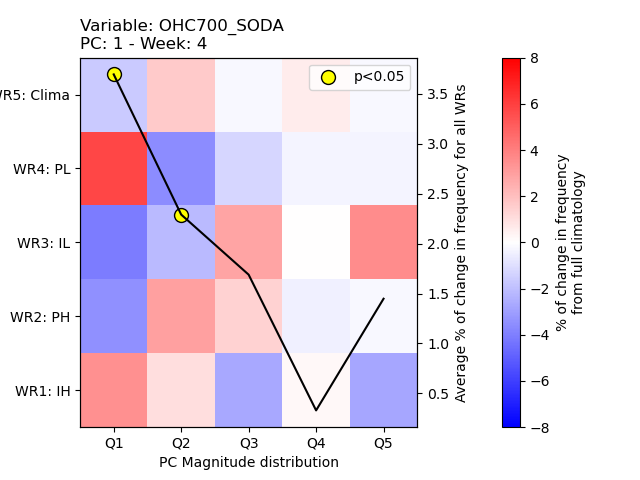 Variable: OHC700_SODA
PC: 1 - Week: 4
p<0.05
WR5: Clima
WR4: PL
WR3: IL
WR2: PH
WR1: IH
Q1 Q2 Q3 Q4 Q5
PC Magnitude distribution
3.5
3.0
2.5
2.0
1.5
1.0
0.5
Average % of change in frequency for all WRs
8
6
4
2
0
−2
−4
−6
−8
% of change in frequency
from full climatology